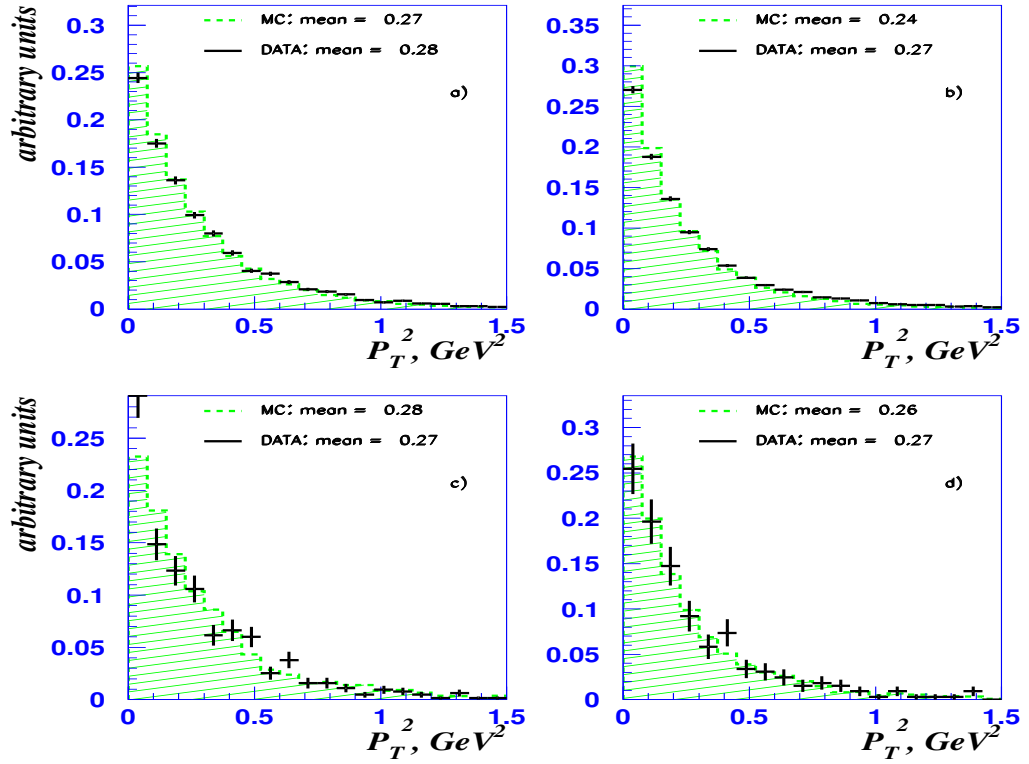 arbitrary units
0.3
0.25
0.2
0.15
0.1
0.05
0
MC: mean = 0.27
DATA: mean = 0.28
a)
0 0.5 1 1.5
P_T^2, GeV^2
0.35
0.3
0.25
0.2
0.15
0.1
0.05
0
MC: mean = 0.24
DATA: mean = 0.27
b)
0 0.5 1 1.5
P_T^2, GeV^2
arbitrary units
0.25
0.2
0.15
0.1
0.05
0
MC: mean = 0.28
DATA: mean = 0.27
c)
0 0.5 1 1.5
P_T^2, GeV^2
0.3
0.25
0.2
0.15
0.1
0.05
0
MC: mean = 0.26
DATA: mean = 0.27
d)
0 0.5 1 1.5
P_T^2, GeV^2